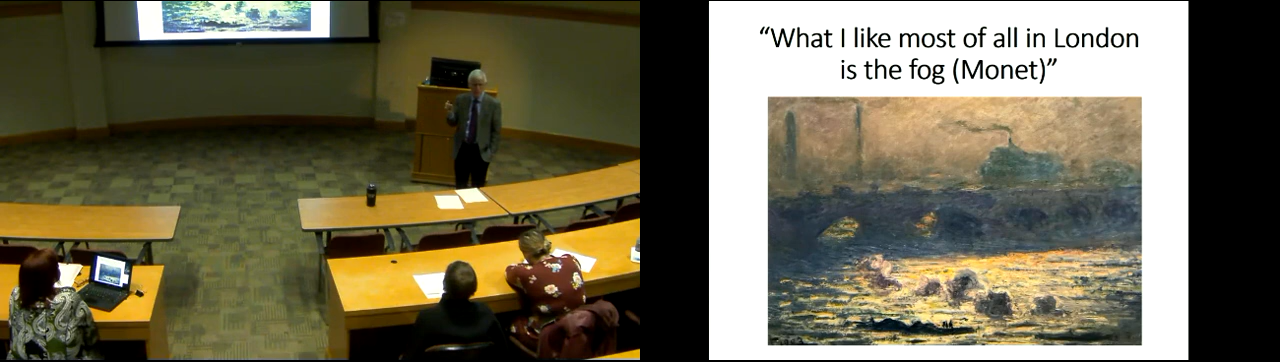 “What I like most of all in London
is the fog (Monet)”